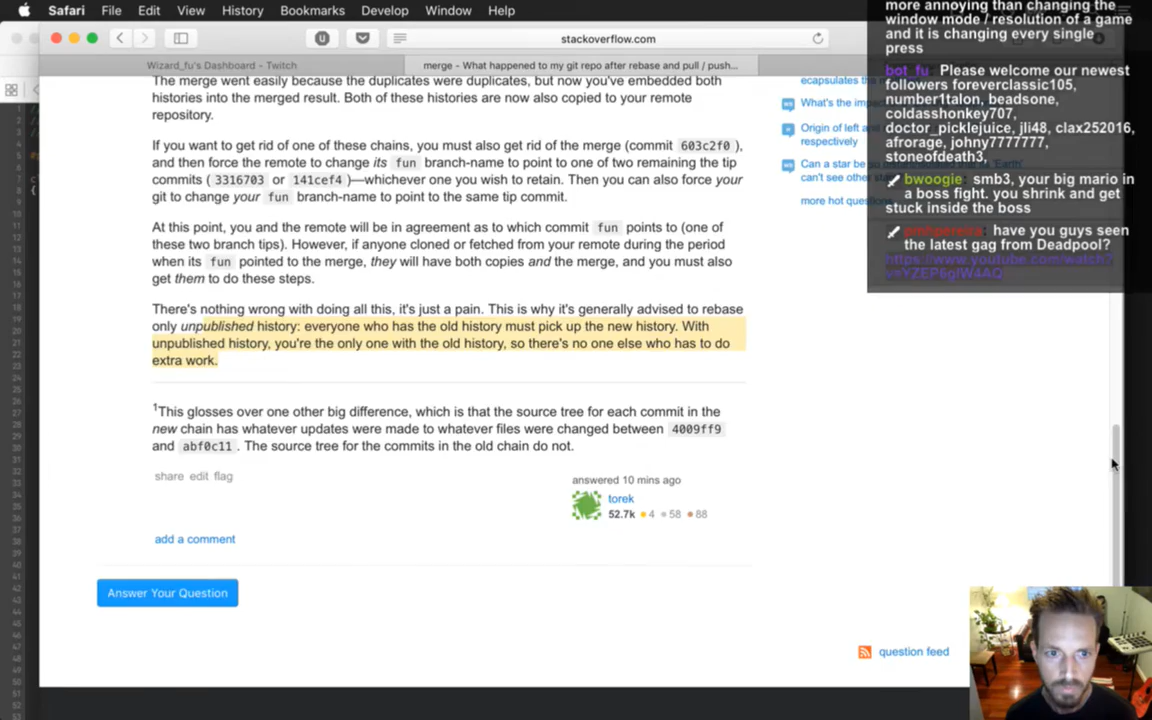 Safari File Edit View History Bookmarks Develop Window Help
stackoverflow.com
Wizard_fu's Dashboard - Twitch
merge - What happened to my git repo after rebase and pull / push...
The merge went easily because the duplicates were duplicates, but now you've embedded both
histories into the merged result. Both of these histories are now also copied to your remote
repository.
If you want to get rid of one of these chains, you must also get rid of the merge (commit 603c2f0 ),
and then force the remote to change its fun branch-name to point to one of two remaining the tip
commits ( 3316703 or 141cef4 )—whichever one you wish to retain. Then you can also force your
git to change your fun branch-name to point to the same tip commit.
At this point, you and the remote will be in agreement as to which commit fun points to (one of
these two branch tips). However, if anyone cloned or fetched from your remote during the period
when its fun pointed to the merge, they will have both copies and the merge, and you must also
get them to do these steps.
There's nothing wrong with doing all this, it's just a pain. This is why it's generally advised to rebase
only unpublished history: everyone who has the old history must pick up the new history. With
unpublished history, you're the only one with the old history, so there's no one else who has to do
extra work.
1This glosses over one other big difference, which is that the source tree for each commit in the
new chain has whatever updates were made to whatever files were changed between 4009ff9
and abf0c11 . The source tree for the commits in the old chain do not.
share edit flag
answered 10 mins ago
torek
52.7k 4 58 88
add a comment
Answer Your Question
question feed
encapsulates
What's the
Origin of left and
respectively
Can a star be
can't see other
more hot
more annoying than changing the
window mode / resolution of a game
and it is changing every single
press
bot_fu: Please welcome our newest
followers foreverclassic105,
number1talon, beadsone,
coldasshonkey707,
doctor_picklejuice, jli48, clax252016,
afrorage, johny7777777,
stoneofdeath3,
bwoogie: smb3, your big mario in
a boss fight. you shrink and get
stuck inside the boss
have you guys seen
the latest gag from Deadpool?
https://www.youtube.com/watch?